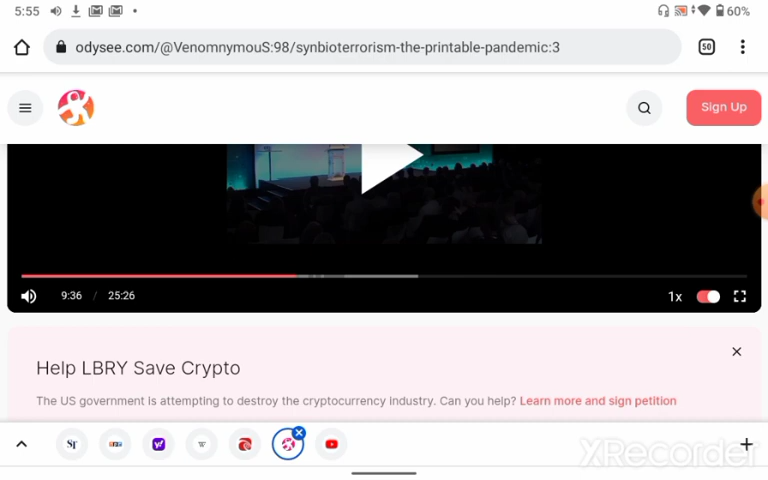 5:55
60%
odysee.com/@VenomnymouS:98/synbioterrorism-the-printable-pandemic:3
50
Sign Up
9:36 / 25:26
1x
Help LBRY Save Crypto
The US government is attempting to destroy the cryptocurrency industry. Can you help? Learn more and sign petition
Sr
y!
W
XRecorder